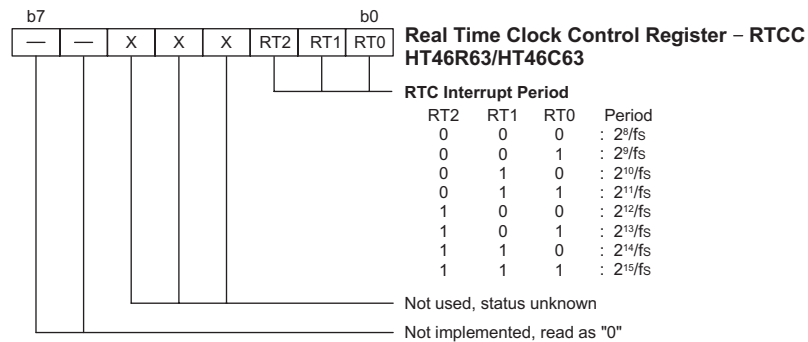 b7 b0
— — X X X RT2 RT1 RT0
Real Time Clock Control Register – RTCC
HT46R63/HT46C63
RTC Interrupt Period
RT2 RT1 RT0 Period
0 0 0 : 2⁸/fs
0 0 1 : 2⁹/fs
0 1 0 : 2¹⁰/fs
0 1 1 : 2¹¹/fs
1 0 0 : 2¹²/fs
1 0 1 : 2¹³/fs
1 1 0 : 2¹⁴/fs
1 1 1 : 2¹⁵/fs
Not used, status unknown
Not implemented, read as "0"